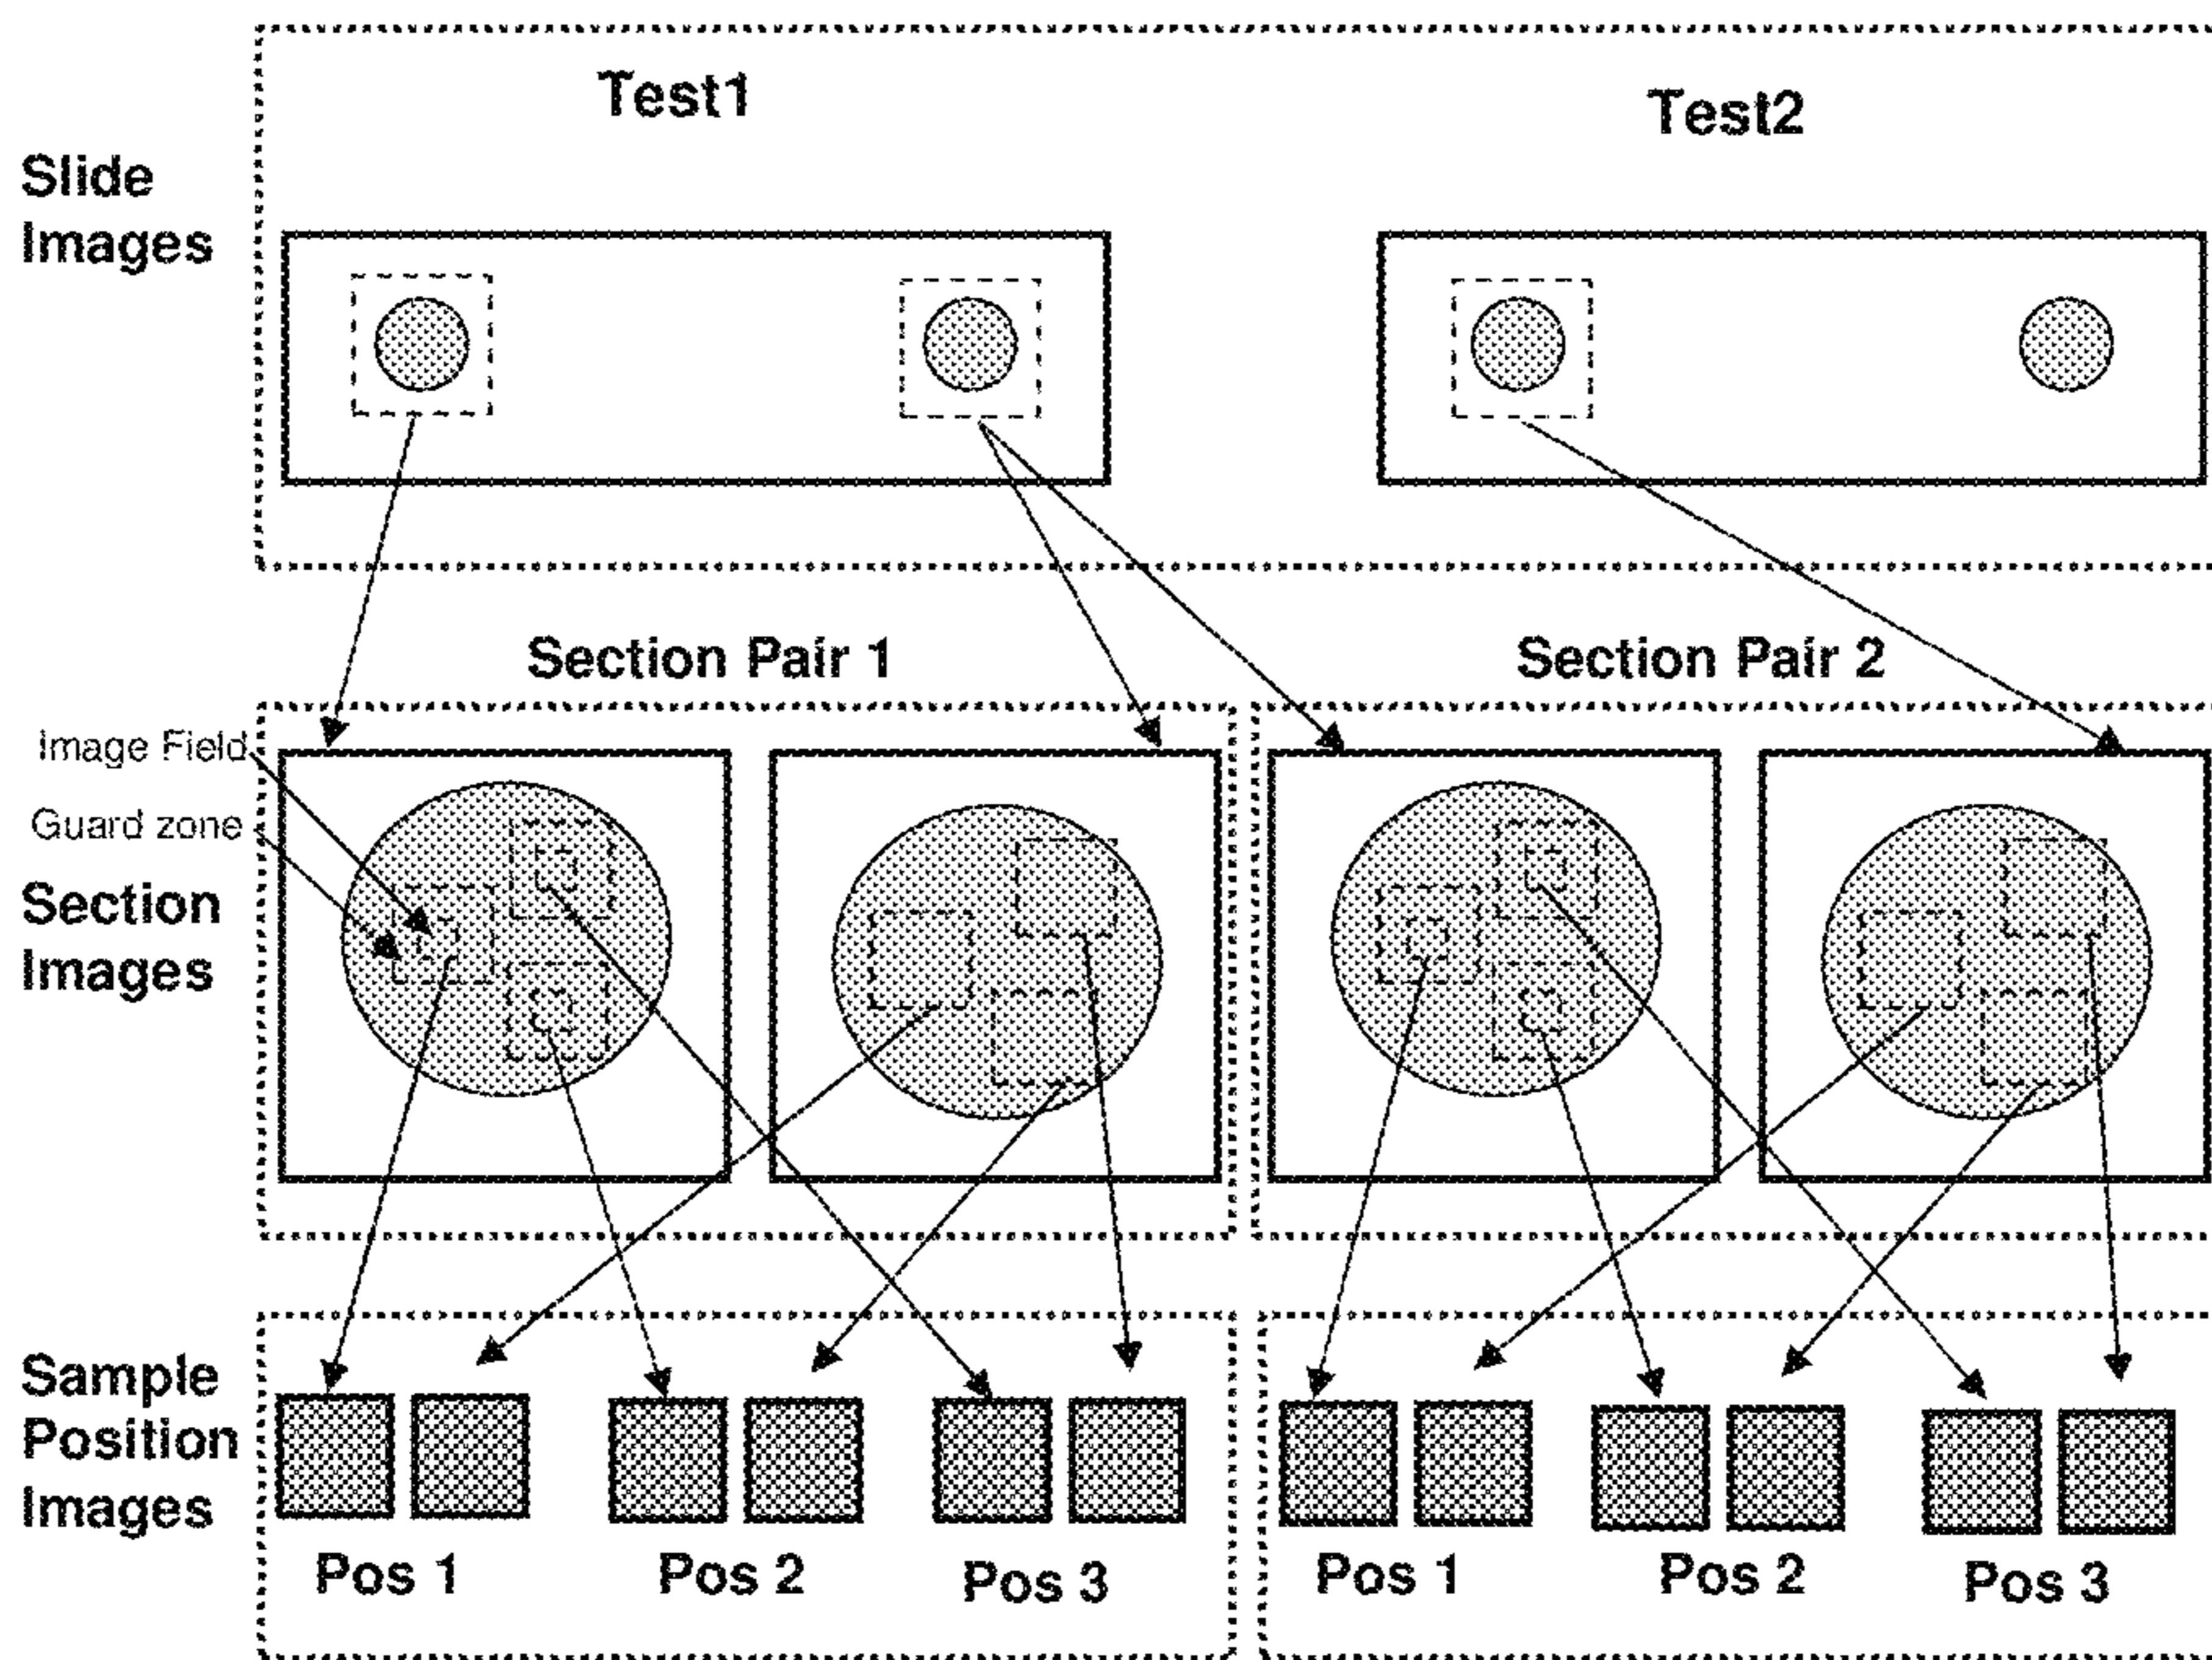 Test1
Test2
Slide
Images
Section Pair 1
Section Pair 2
Image Field
Guard zone
Section
Images
Sample
Position
Images
Pos 1
Pos 2
Pos 3
Pos 1
Pos 2
Pos 3